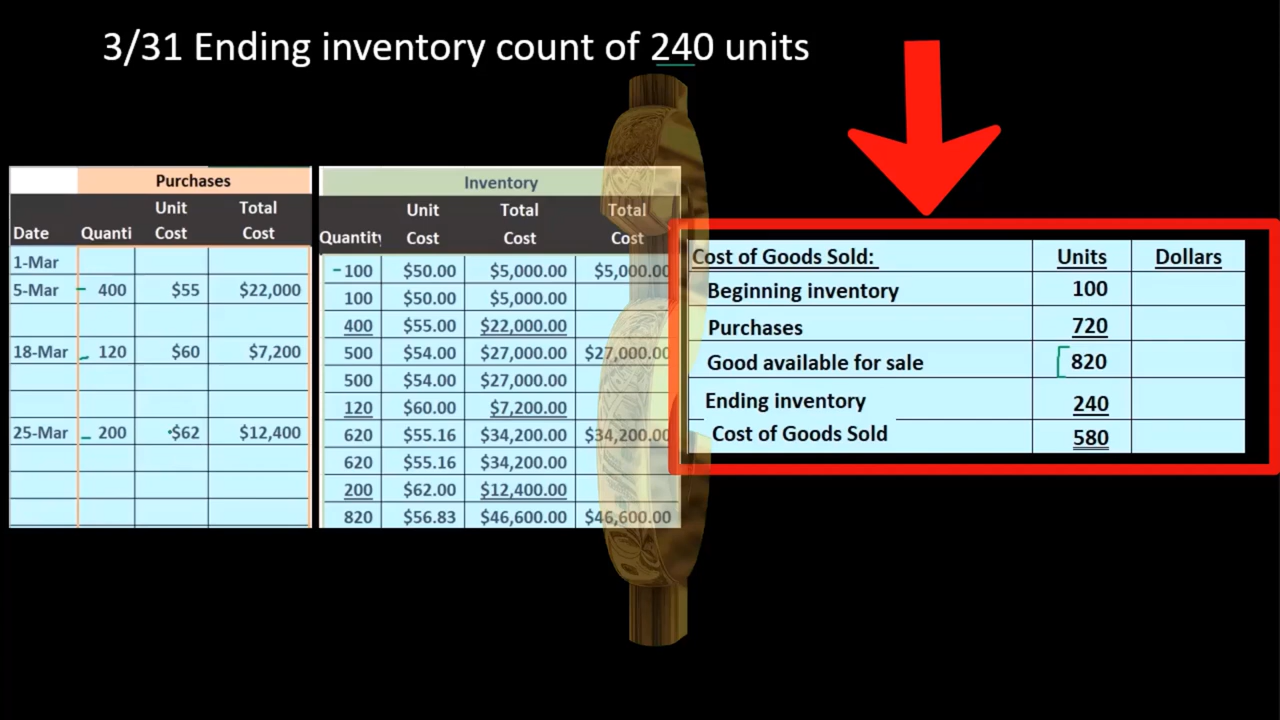 3/31 Ending inventory count of 240 units
Purchases
Date Quanti Unit Cost Total Cost
1-Mar
5-Mar 400 $55 $22,000
18-Mar 120 $60 $7,200
25-Mar 200 $62 $12,400
Inventory
Quantity Unit Cost Total Cost Total Cost
100 $50.00 $5,000.00 $5,000.00
100 $50.00 $5,000.00
400 $55.00 $22,000.00
500 $54.00 $27,000.00 $27,000.00
500 $54.00 $27,000.00
120 $60.00 $7,200.00
620 $55.16 $34,200.00 $34,200.00
620 $55.16 $34,200.00
200 $62.00 $12,400.00
820 $56.83 $46,600.00 $46,600.00
Cost of Goods Sold: Units Dollars
Beginning inventory 100
Purchases 720
Good available for sale 820
Ending inventory 240
Cost of Goods Sold 580